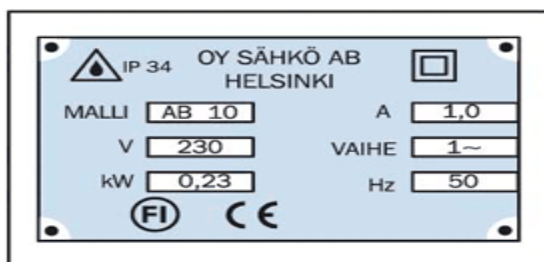 IP 34 OY SÄHKÖ AB
HELSINKI
MALLI AB 10 A 1,0
V 230 VAIHE 1~
kW 0,23 Hz 50
FI CE